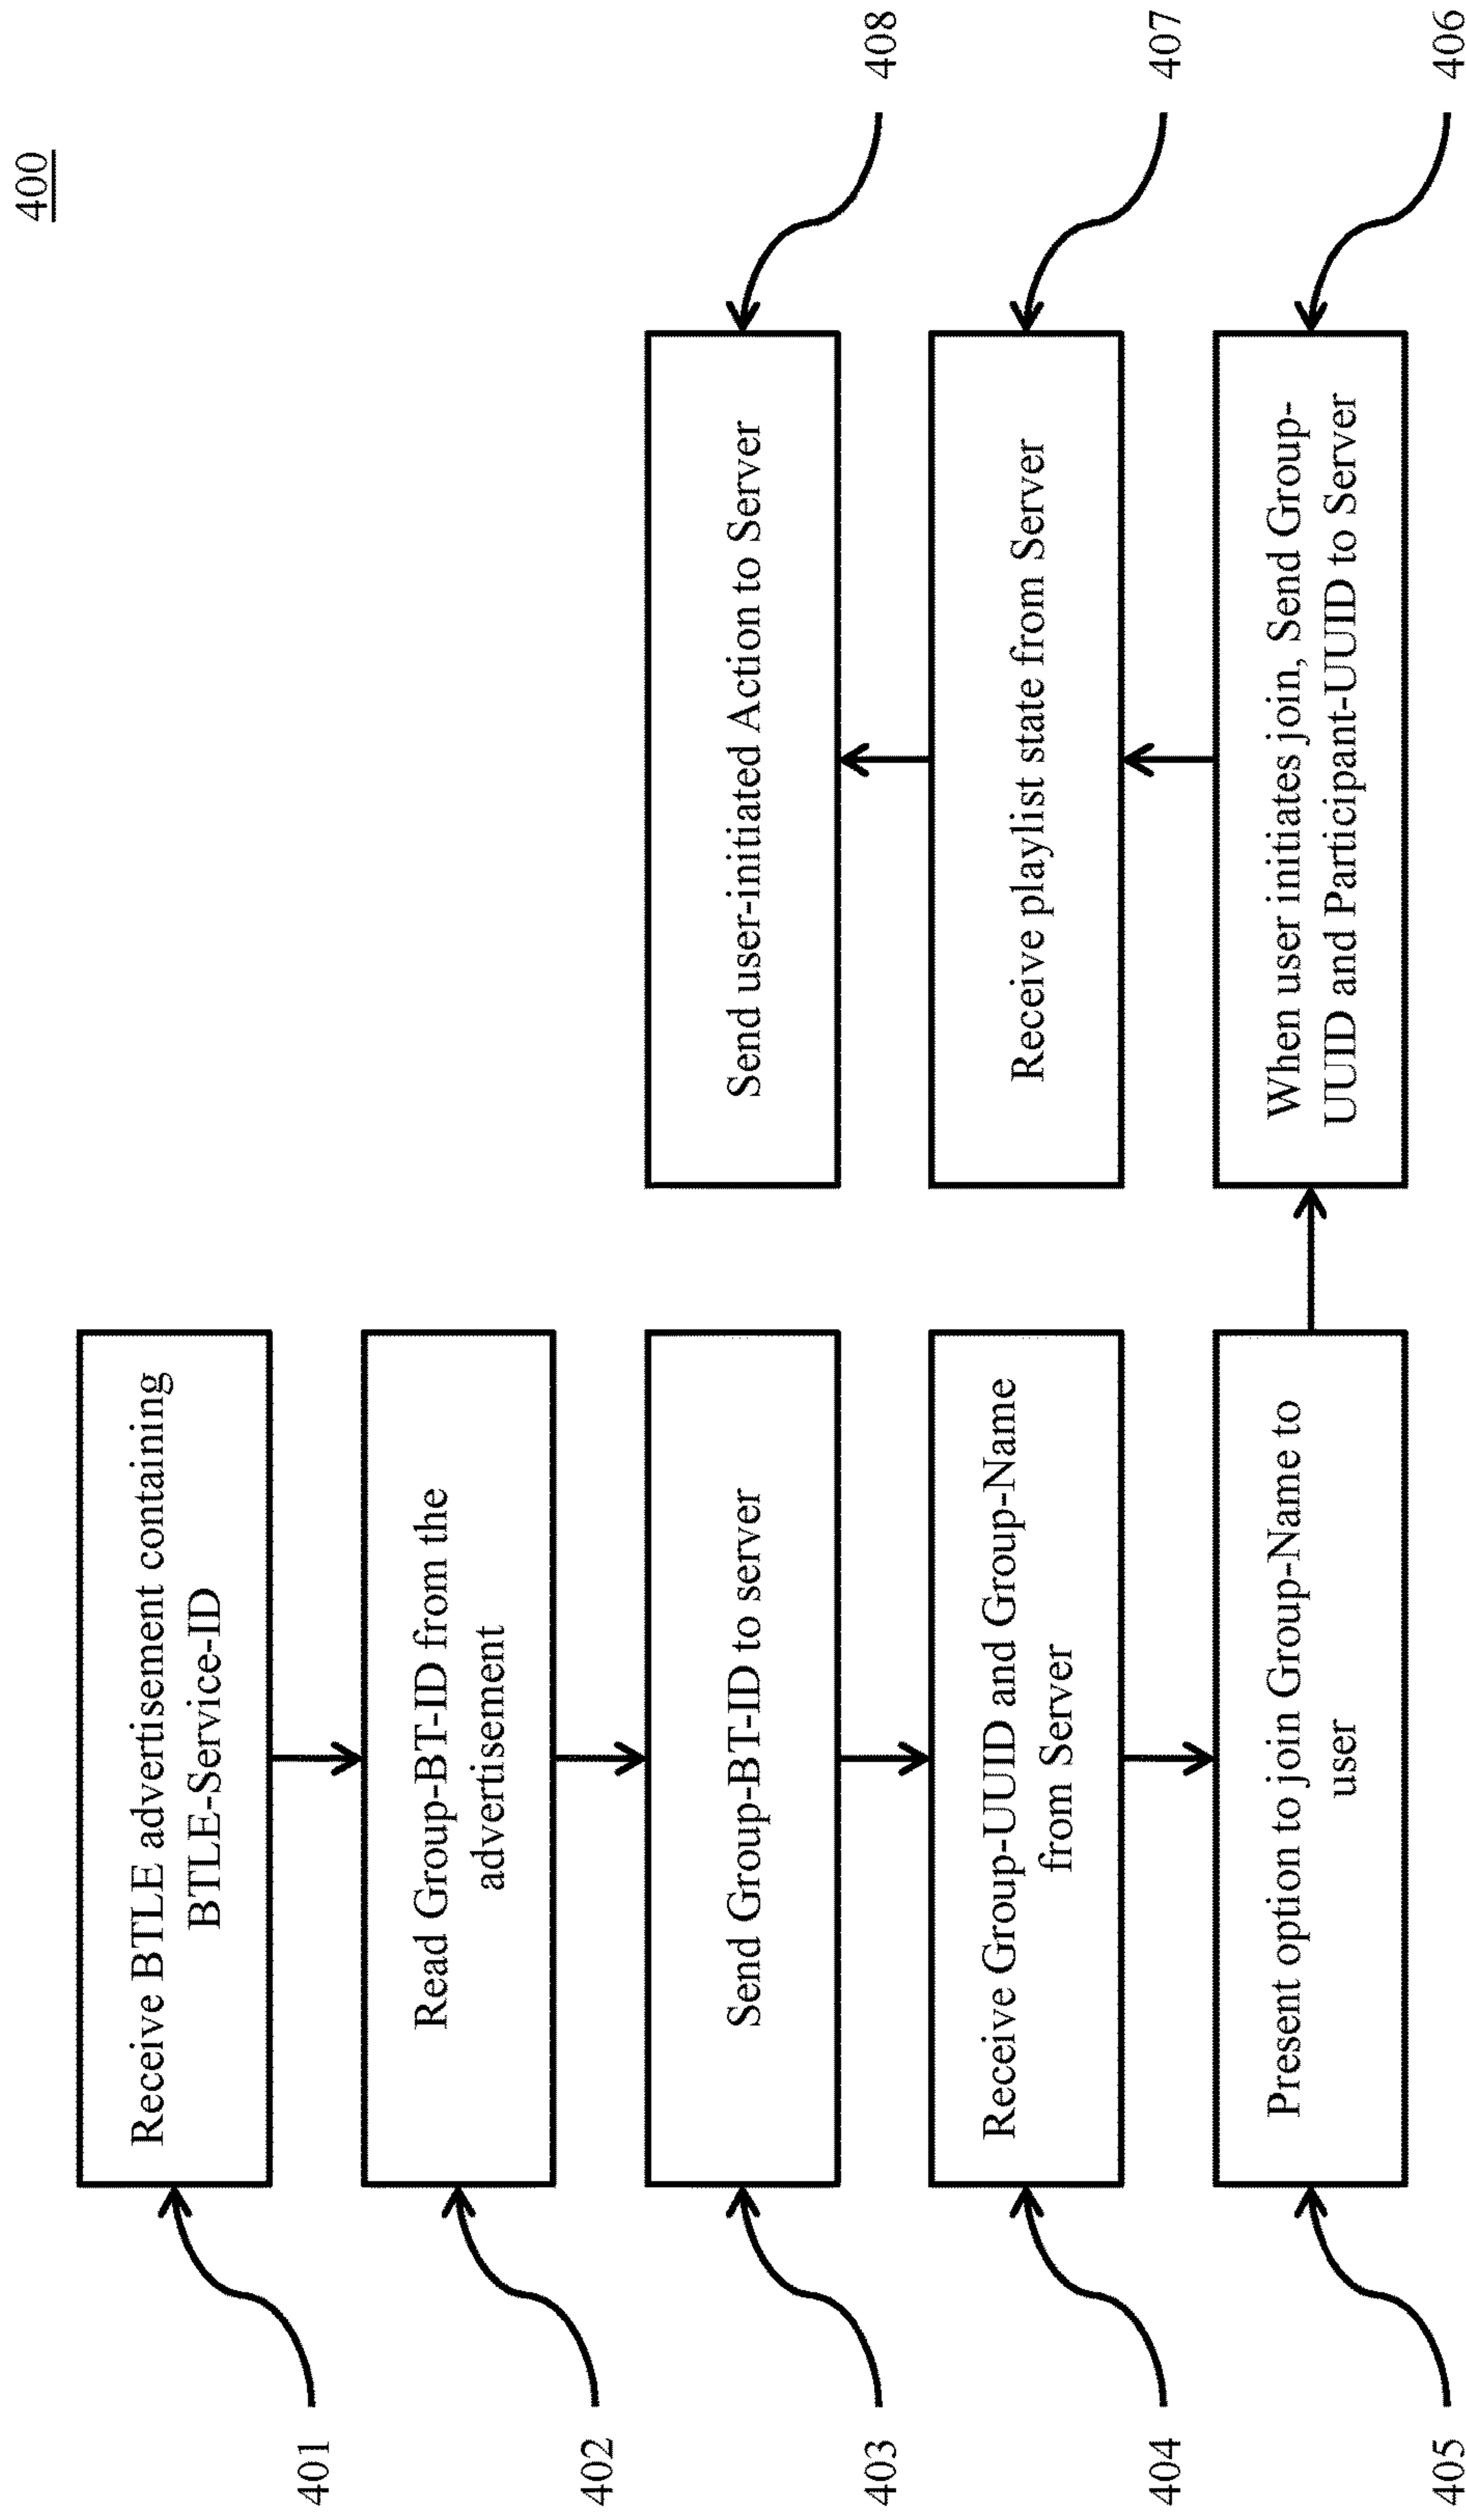 400
401
Receive BTLE advertisement containing
BTLE-Service-ID
402
Read Group-BT-ID from the
advertisement
403
Send Group-BT-ID to server
404
Receive Group-UUID and Group-Name
from Server
405
Present option to join Group-Name to
user
406
When user initiates join, Send Group-
UUID and Participant-UUID to Server
407
Receive playlist state from Server
408
Send user-initiated Action to Server